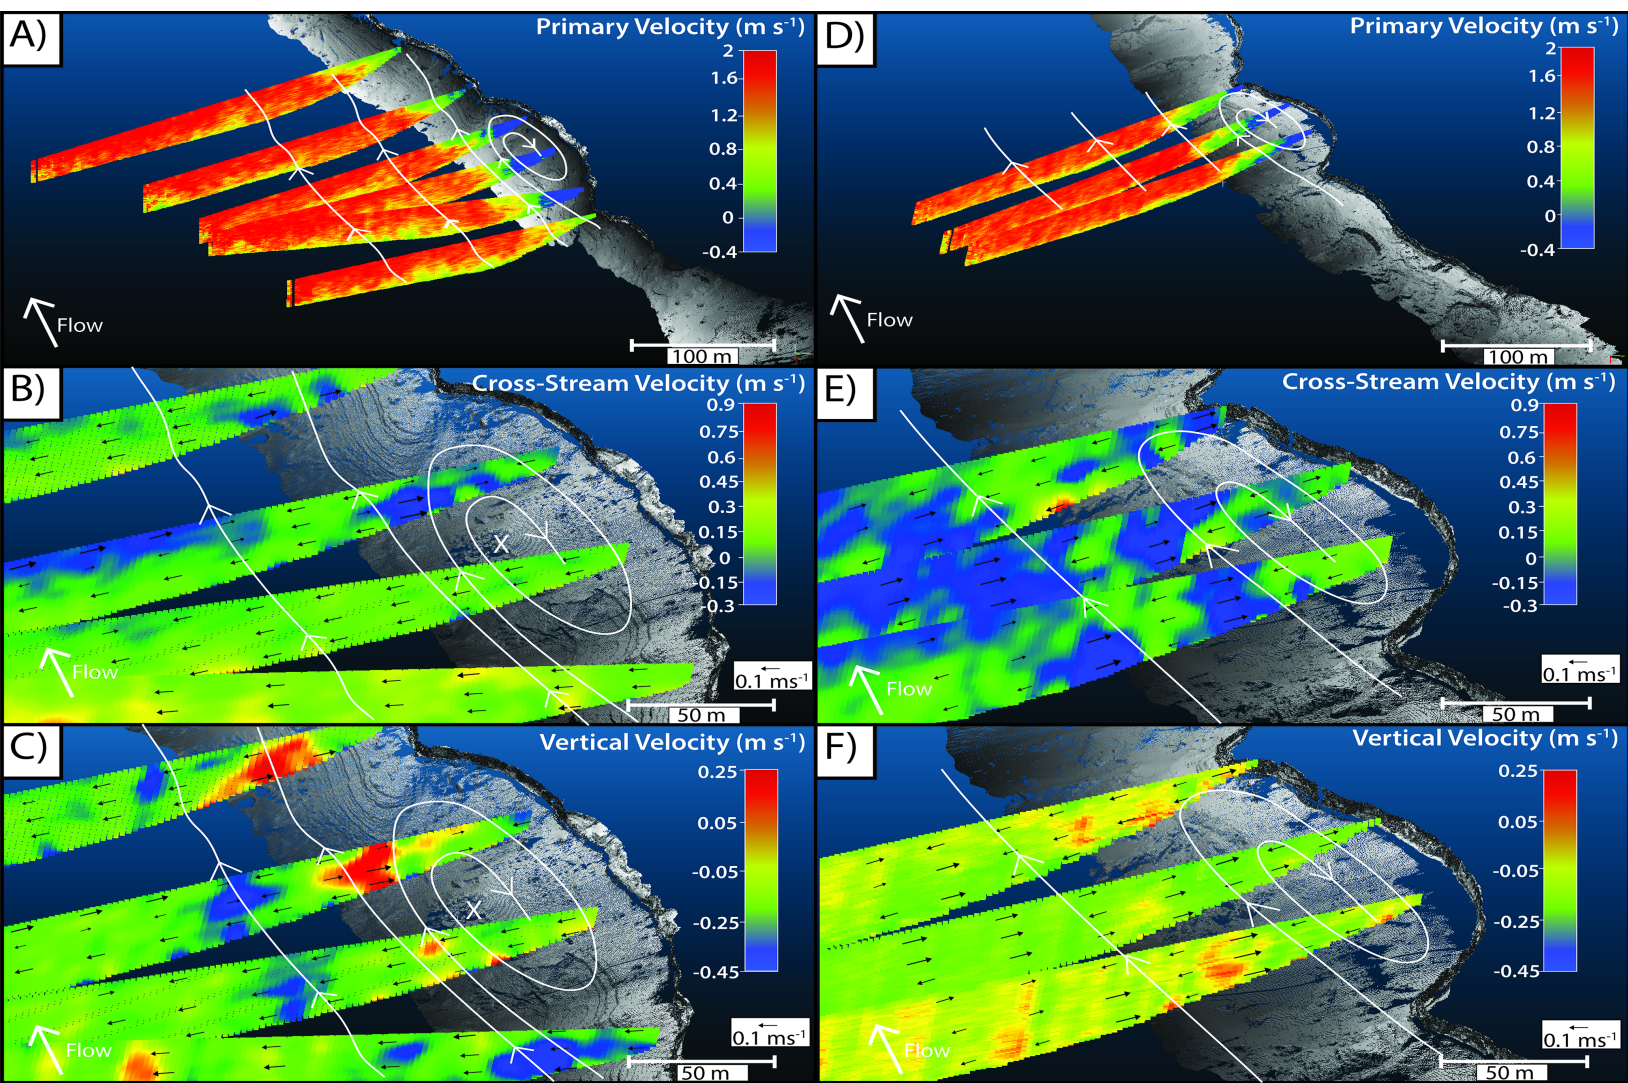 A)
Primary Velocity (m s-1)
2
1.6
1.2
0.8
0.4
0
-0.4
Flow
100 m
D)
Primary Velocity (m s-1)
2
1.6
1.2
0.8
0.4
0
-0.4
Flow
100 m
B)
Cross-Stream Velocity (m s-1)
0.9
0.75
0.6
0.45
0.3
0.15
0
-0.15
-0.3
X
Flow
0.1 ms-1
50 m
E)
Cross-Stream Velocity (m s-1)
0.9
0.75
0.6
0.45
0.3
0.15
0
-0.15
-0.3
Flow
0.1 ms-1
50 m
C)
Vertical Velocity (m s-1)
0.25
0.05
-0.05
-0.25
-0.45
X
Flow
0.1 ms-1
50 m
F)
Vertical Velocity (m s-1)
0.25
0.05
-0.05
-0.25
-0.45
Flow
0.1 ms-1
50 m